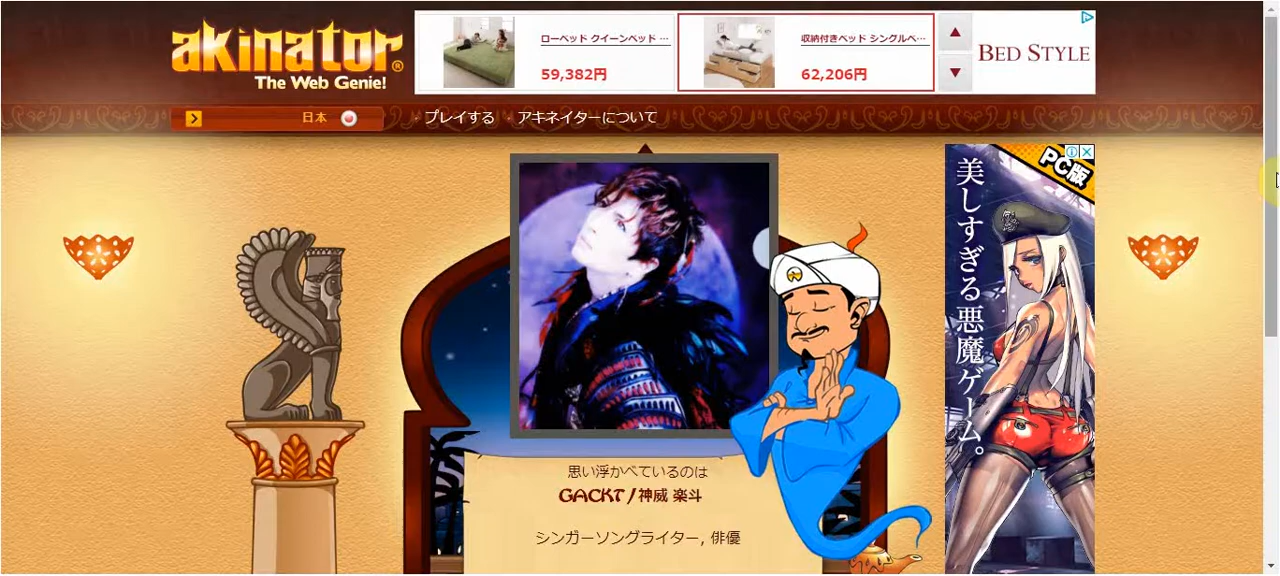 akinator®
The Web Genie!
ローベッド クイーンベッド …
59,382円
収納付きベッド シングルベ…
62,206円
BED STYLE
日本
・プレイする ・アキネイターについて
PC版
美しすぎる悪魔ゲーム。
思い浮かべているのは
GACKT / 神威 楽斗
シンガーソングライター, 俳優